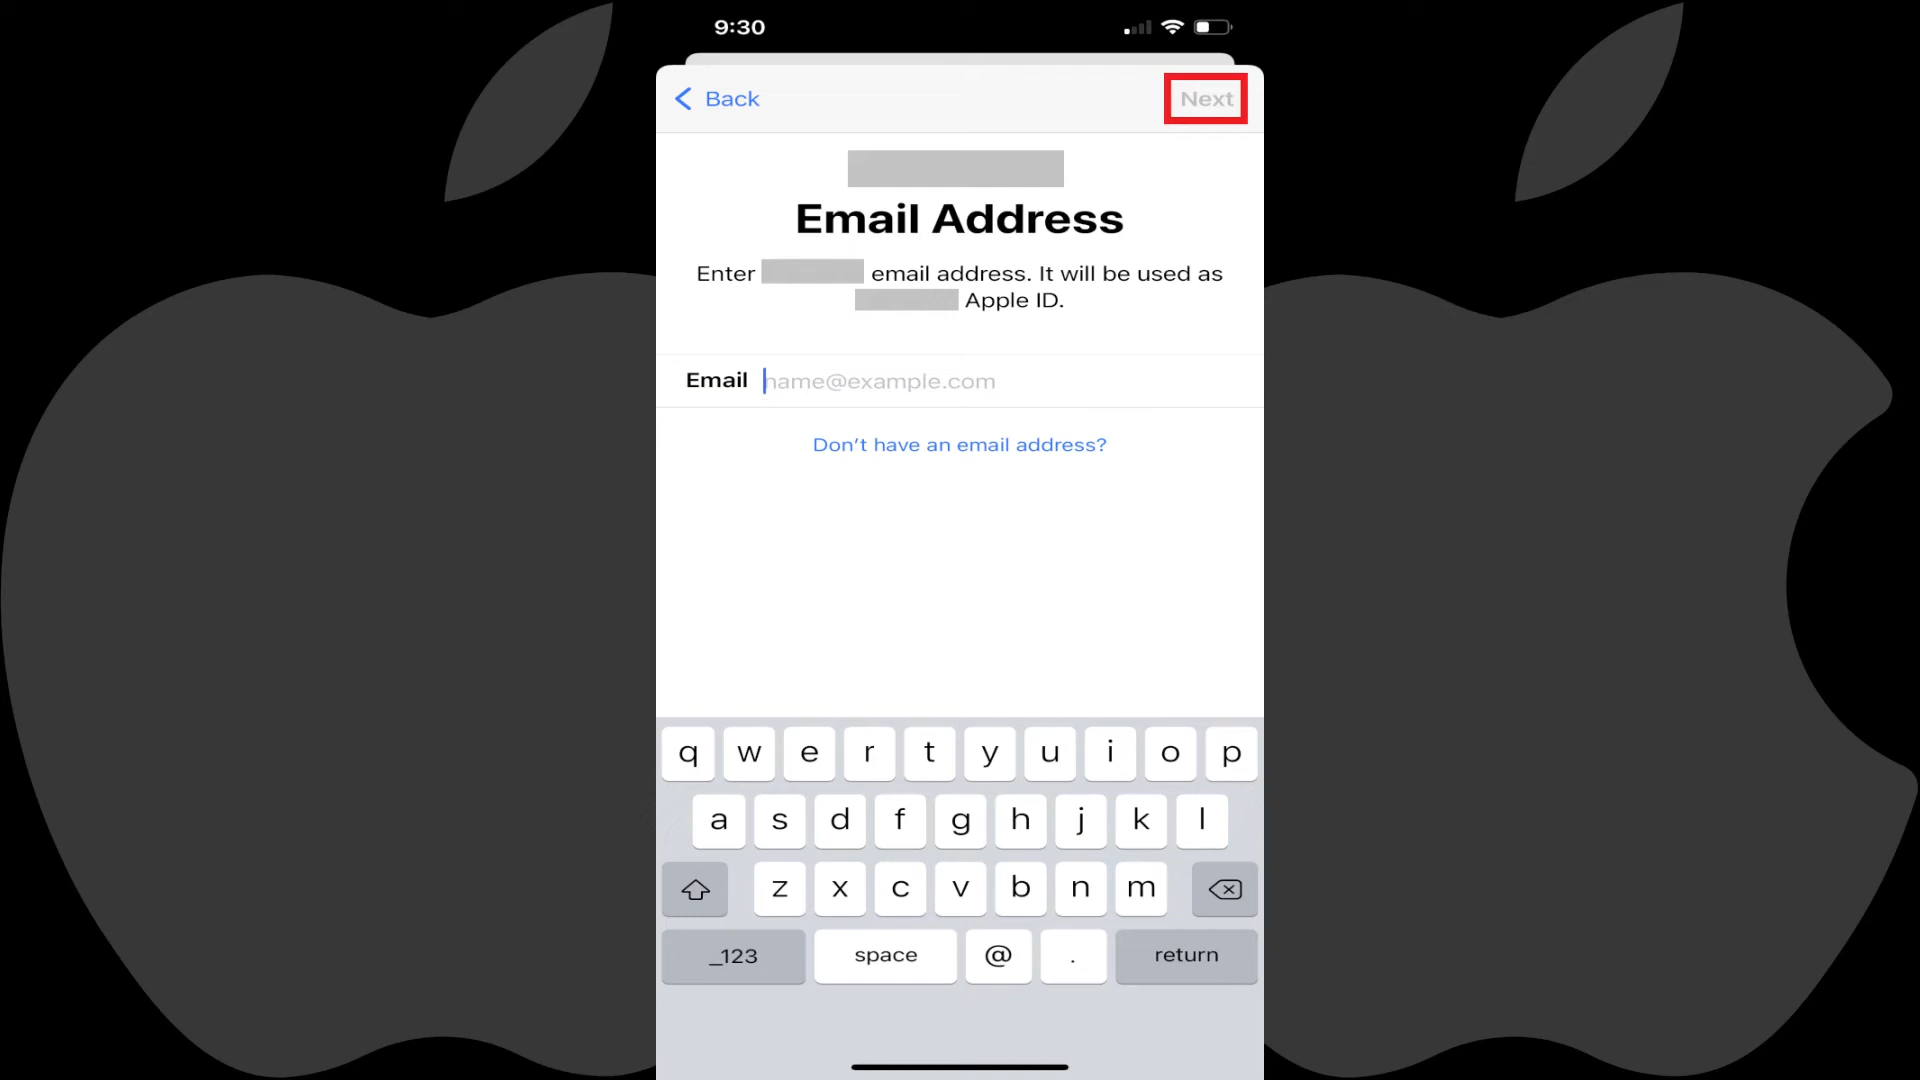 9:30
Back
Next
Email Address
Enter email address. It will be used as
Apple ID.
Email name@example.com
Don't have an email address?
q w e r t y u i o p
a s d f g h j k l
z x c v b n m
_123 space @ . return